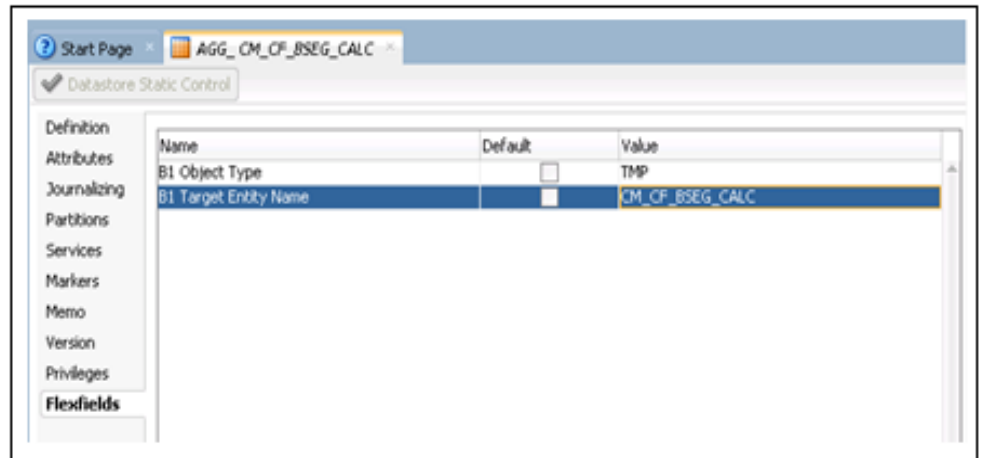 Start Page AGG_ CM_CF_BSEG_CALC
Datastore Static Control
Definition
Attributes
Journalizing
Partitions
Services
Markers
Memo
Version
Privileges
Flexfields
Name Default Value
B1 Object Type TMP
B1 Target Entity Name CM_CF_BSEG_CALC